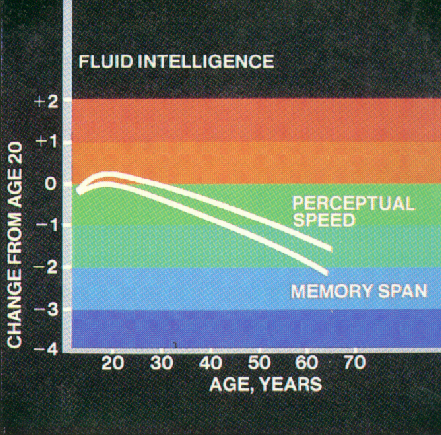 FLUID INTELLIGENCE
+2
+1
0
−1
−2
−3
−4
CHANGE FROM AGE 20
PERCEPTUAL
SPEED
MEMORY SPAN
20 30 40 50 60 70
AGE, YEARS